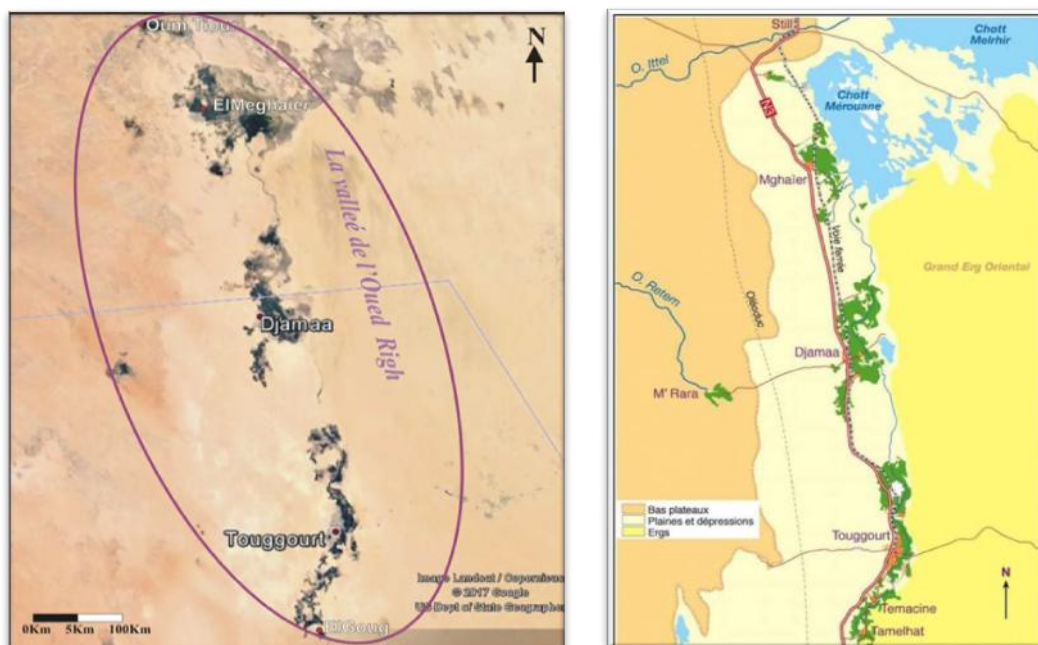 Oum Tiour
N
ElMeghaier
La valleé de l'Oued Righ
Djamaa
Touggourt
Image Landsat / Copernicus
© 2017 Google
US Dept of State Geographer
ElGoug
0Km 5Km 100Km
Still
Chott
Melrhir
O. Ittel
N3
Chott
Mérouane
Mghaïer
Voie ferrée
Grand Erg Oriental
O. Retem
Oléoduc
Djamaa
M' Rara
Bas plateaux
Plaines et dépressions
Ergs
Touggourt
N
Temacine
Tamelhat